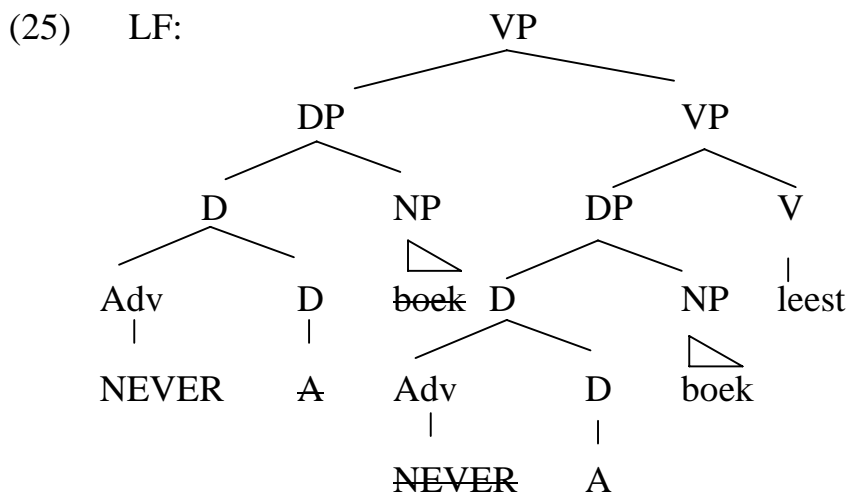 (25) LF: VP
DP VP
D NP DP V
Adv D boek D NP leest
NEVER A Adv D boek
NEVER A